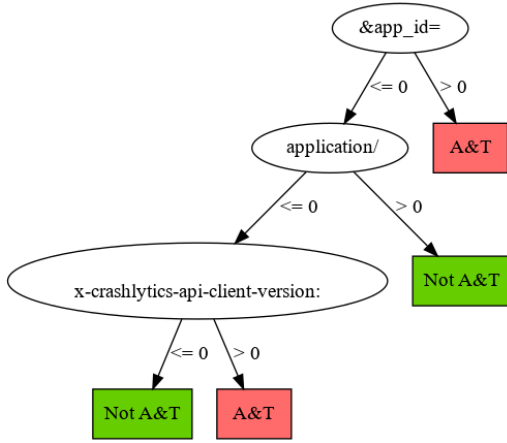 &app_id=
<= 0
> 0
application/
A&T
<= 0
> 0
x-crashlytics-api-client-version:
Not A&T
<= 0
> 0
Not A&T
A&T